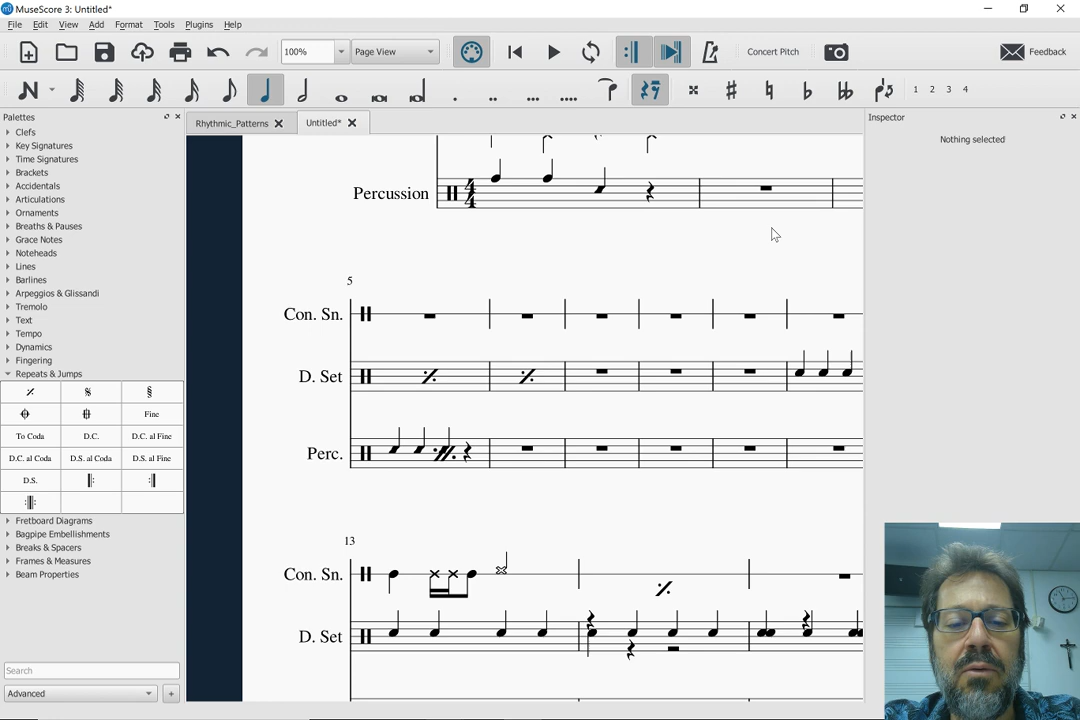 MuseScore 3: Untitled*
File Edit View Add Format Tools Plugins Help
100% Page View Concert Pitch Feedback
1 2 3 4
Palettes
Clefs
Key Signatures
Time Signatures
Brackets
Accidentals
Articulations
Ornaments
Breaths & Pauses
Grace Notes
Noteheads
Lines
Barlines
Arpeggios & Glissandi
Tremolo
Text
Tempo
Dynamics
Fingering
Repeats & Jumps
Fine
To Coda D.C. D.C. al Fine
D.C. al Coda D.S. al Coda D.S. al Fine
D.S.
Fretboard Diagrams
Bagpipe Embellishments
Breaks & Spacers
Frames & Measures
Beam Properties
Search
Advanced +
Rhythmic_Patterns Untitled*
Percussion 4 4
5
Con. Sn.
D. Set
Perc.
13
Con. Sn.
D. Set
Inspector
Nothing selected